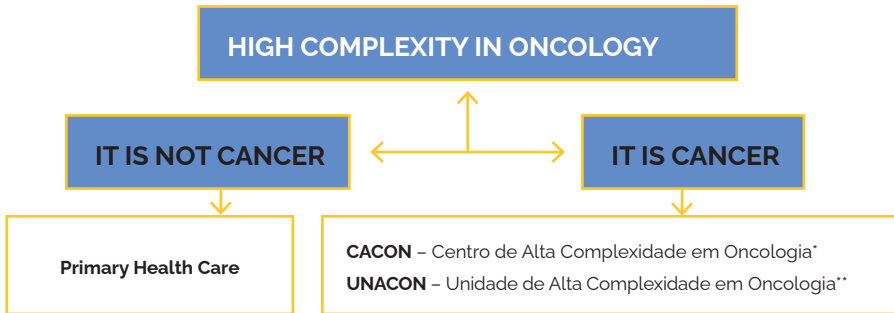 HIGH COMPLEXITY IN ONCOLOGY
IT IS NOT CANCER
IT IS CANCER
Primary Health Care
CACON – Centro de Alta Complexidade em Oncologia*
UNACON – Unidade de Alta Complexidade em Oncologia**